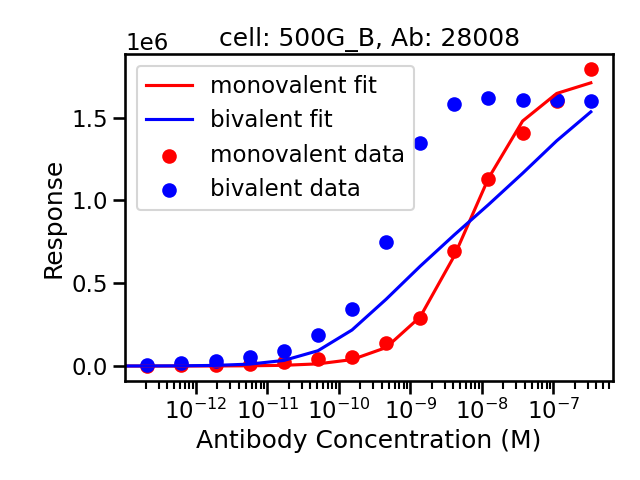 cell: 500G_B, Ab: 28008
1e6
monovalent fit
bivalent fit
monovalent data
bivalent data
Response
1.5
1.0
0.5
0.0
10⁻¹² 10⁻¹¹ 10⁻¹⁰ 10⁻⁹ 10⁻⁸ 10⁻⁷
Antibody Concentration (M)